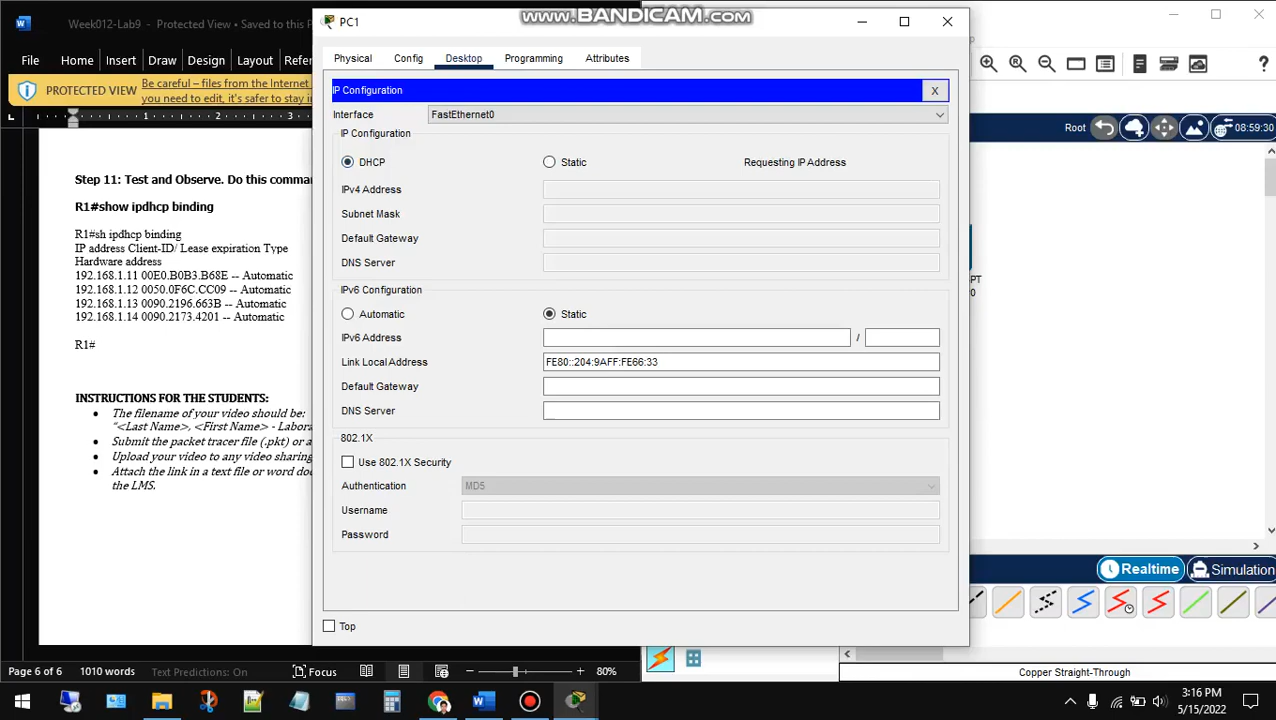 www.BANDICAM.com
Week012-Lab9 - Protected View • Saved to this P
PC1
File Home Insert Draw Design Layout Refer
Physical Config Desktop Programming Attributes
PROTECTED VIEW Be careful – files from the Internet
you need to edit, it's safer to stay i
IP Configuration X
Interface FastEthernet0
IP Configuration
Root 08:59:30
DHCP Static Requesting IP Address
IPv4 Address
Subnet Mask
Default Gateway
DNS Server
IPv6 Configuration
Automatic Static
IPv6 Address /
Link Local Address FE80::204:9AFF:FE66:33
Default Gateway
DNS Server
802.1X
Use 802.1X Security
Authentication MD5
Username
Password
Top
1 2 3
Step 11: Test and Observe. Do this comma
R1#show ipdhcp binding
R1#sh ipdhcp binding
IP address Client-ID/ Lease expiration Type
Hardware address
192.168.1.11 00E0.B0B3.B68E -- Automatic
192.168.1.12 0050.0F6C.CC09 -- Automatic
192.168.1.13 0090.2196.663B -- Automatic
192.168.1.14 0090.2173.4201 -- Automatic
R1#
INSTRUCTIONS FOR THE STUDENTS:
• The filename of your video should be:
"<Last Name>, <First Name> - Labora
• Submit the packet tracer file (.pkt) or a
• Upload your video to any video sharing
• Attach the link in a text file or word do
the LMS.
PT
0
Realtime Simulation
Copper Straight-Through
Page 6 of 6 1010 words Text Predictions: On Focus 80%
3:16 PM
5/15/2022